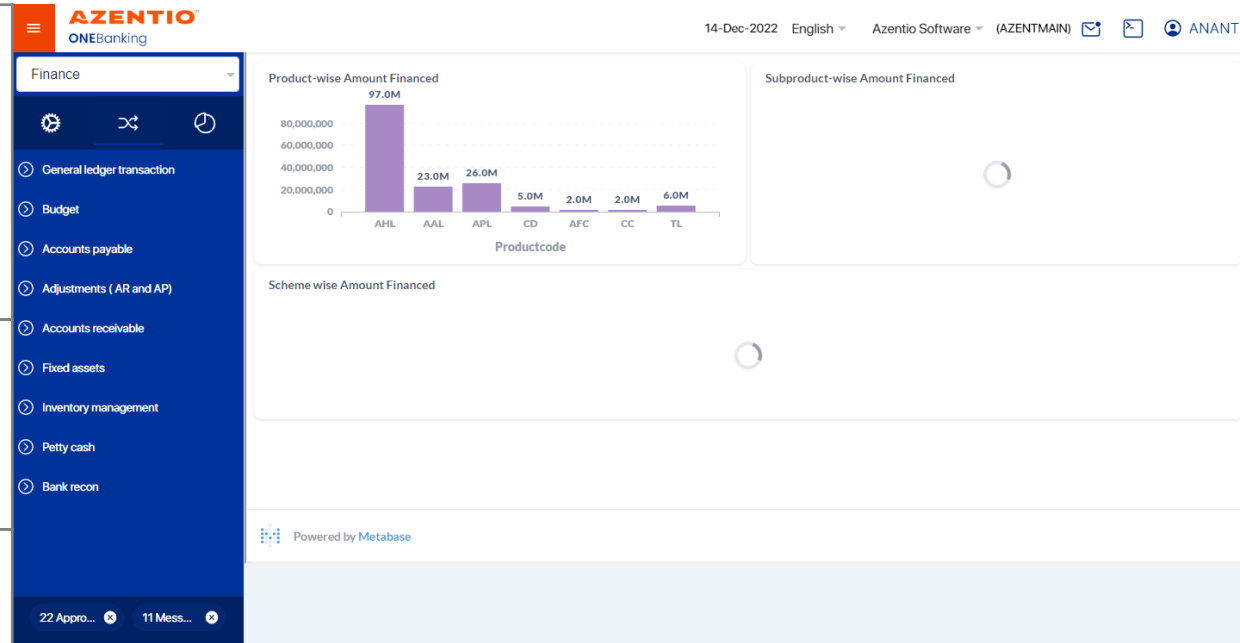 AZENTIO™
ONEBanking
14-Dec-2022 English Azentio Software (AZENTMAIN) ANANT
Finance
General ledger transaction
Budget
Accounts payable
Adjustments ( AR and AP)
Accounts receivable
Fixed assets
Inventory management
Petty cash
Bank recon
22 Appro... 11 Mess...
Product-wise Amount Financed
97.0M
80,000,000
60,000,000
40,000,000
20,000,000
0
23.0M 26.0M 5.0M 2.0M 2.0M 6.0M
AHL AAL APL CD AFC CC TL
Productcode
Subproduct-wise Amount Financed
Scheme wise Amount Financed
Powered by Metabase